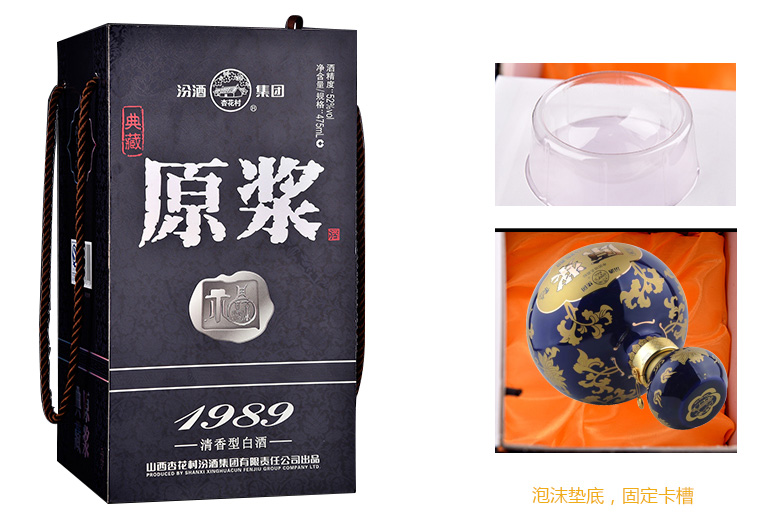 汾酒 杏花村 ® 集团
酒精度：52%vol
净含量/规格：475mL
典藏
原浆
福
1989
清香型白酒
山西杏花村汾酒集团有限责任公司出品
PRODUCED BY SHANXI XINGHUACUN FENJIU GROUP COMPANY LTD
泡沫垫底，固定卡槽